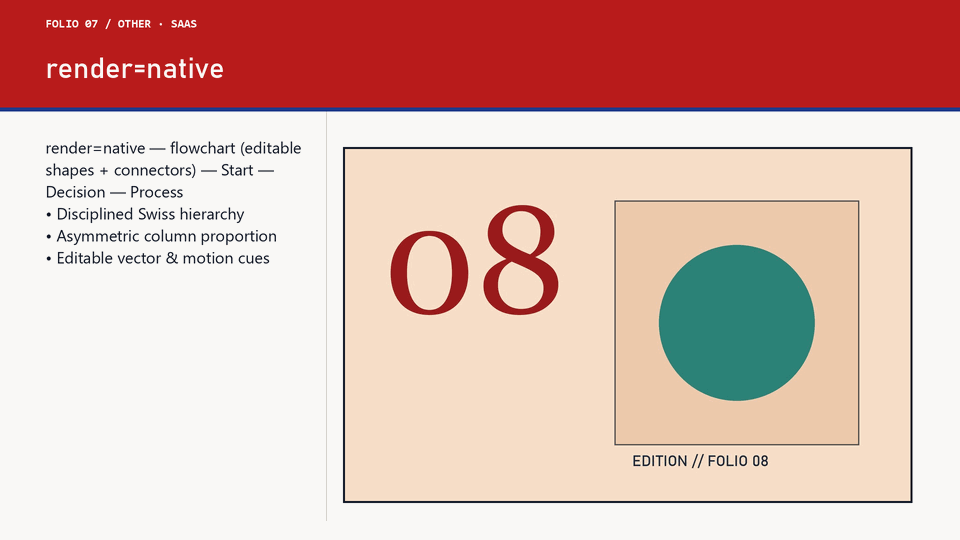 FOLIO 07 / OTHER · SAAS
render=native
render=native — flowchart (editable
shapes + connectors) — Start —
Decision — Process
• Disciplined Swiss hierarchy
• Asymmetric column proportion
• Editable vector & motion cues
08
EDITION // FOLIO 08